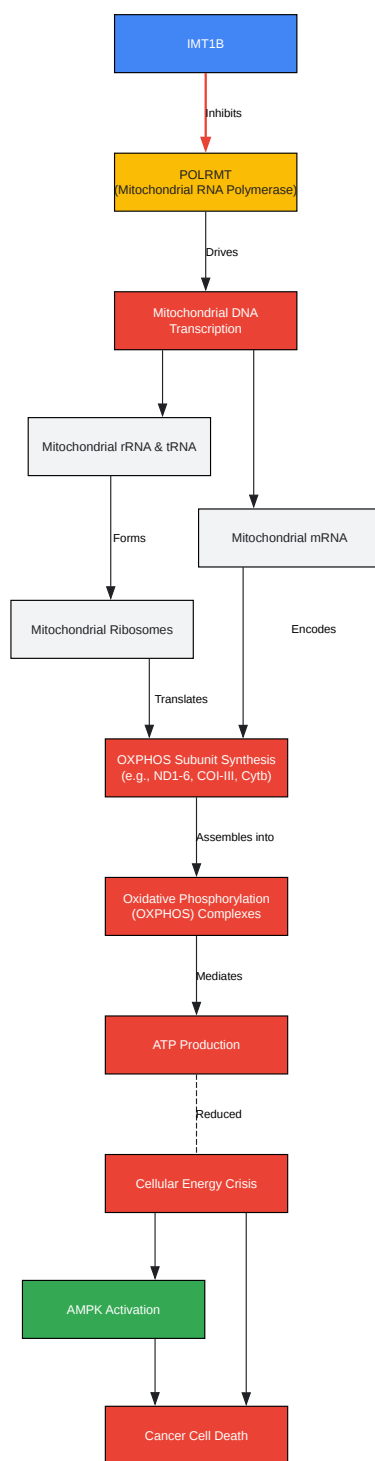 IMT1B
Inhibits
POLRMT
(Mitochondrial RNA Polymerase)
Drives
Mitochondrial DNA
Transcription
Mitochondrial rRNA & tRNA
Mitochondrial mRNA
Forms
Mitochondrial Ribosomes
Encodes
Translates
OXPHOS Subunit Synthesis
(e.g., ND1-6, COI-III, Cytb)
Assembles into
Oxidative Phosphorylation
(OXPHOS) Complexes
Mediates
ATP Production
Reduced
Cellular Energy Crisis
AMPK Activation
Cancer Cell Death